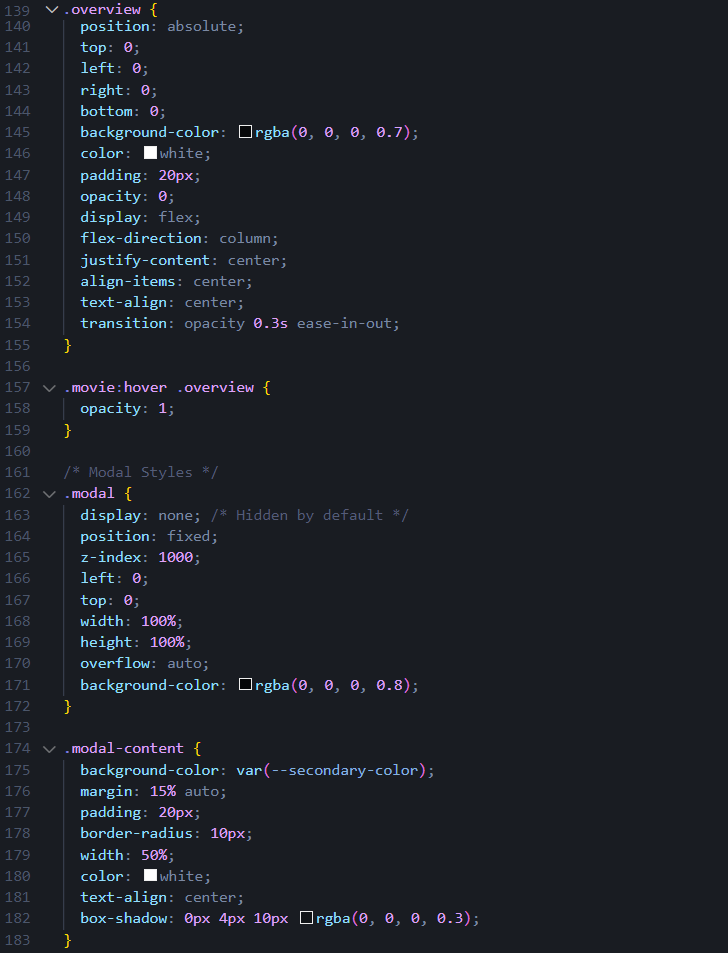 139 .overview {
140 position: absolute;
141 top: 0;
142 left: 0;
143 right: 0;
144 bottom: 0;
145 background-color: rgba(0, 0, 0, 0.7);
146 color: white;
147 padding: 20px;
148 opacity: 0;
149 display: flex;
150 flex-direction: column;
151 justify-content: center;
152 align-items: center;
153 text-align: center;
154 transition: opacity 0.3s ease-in-out;
155 }
156
157 .movie:hover .overview {
158 opacity: 1;
159 }
160
161 /* Modal Styles */
162 .modal {
163 display: none; /* Hidden by default */
164 position: fixed;
165 z-index: 1000;
166 left: 0;
167 top: 0;
168 width: 100%;
169 height: 100%;
170 overflow: auto;
171 background-color: rgba(0, 0, 0, 0.8);
172 }
173
174 .modal-content {
175 background-color: var(--secondary-color);
176 margin: 15% auto;
177 padding: 20px;
178 border-radius: 10px;
179 width: 50%;
180 color: white;
181 text-align: center;
182 box-shadow: 0px 4px 10px rgba(0, 0, 0, 0.3);
183 }